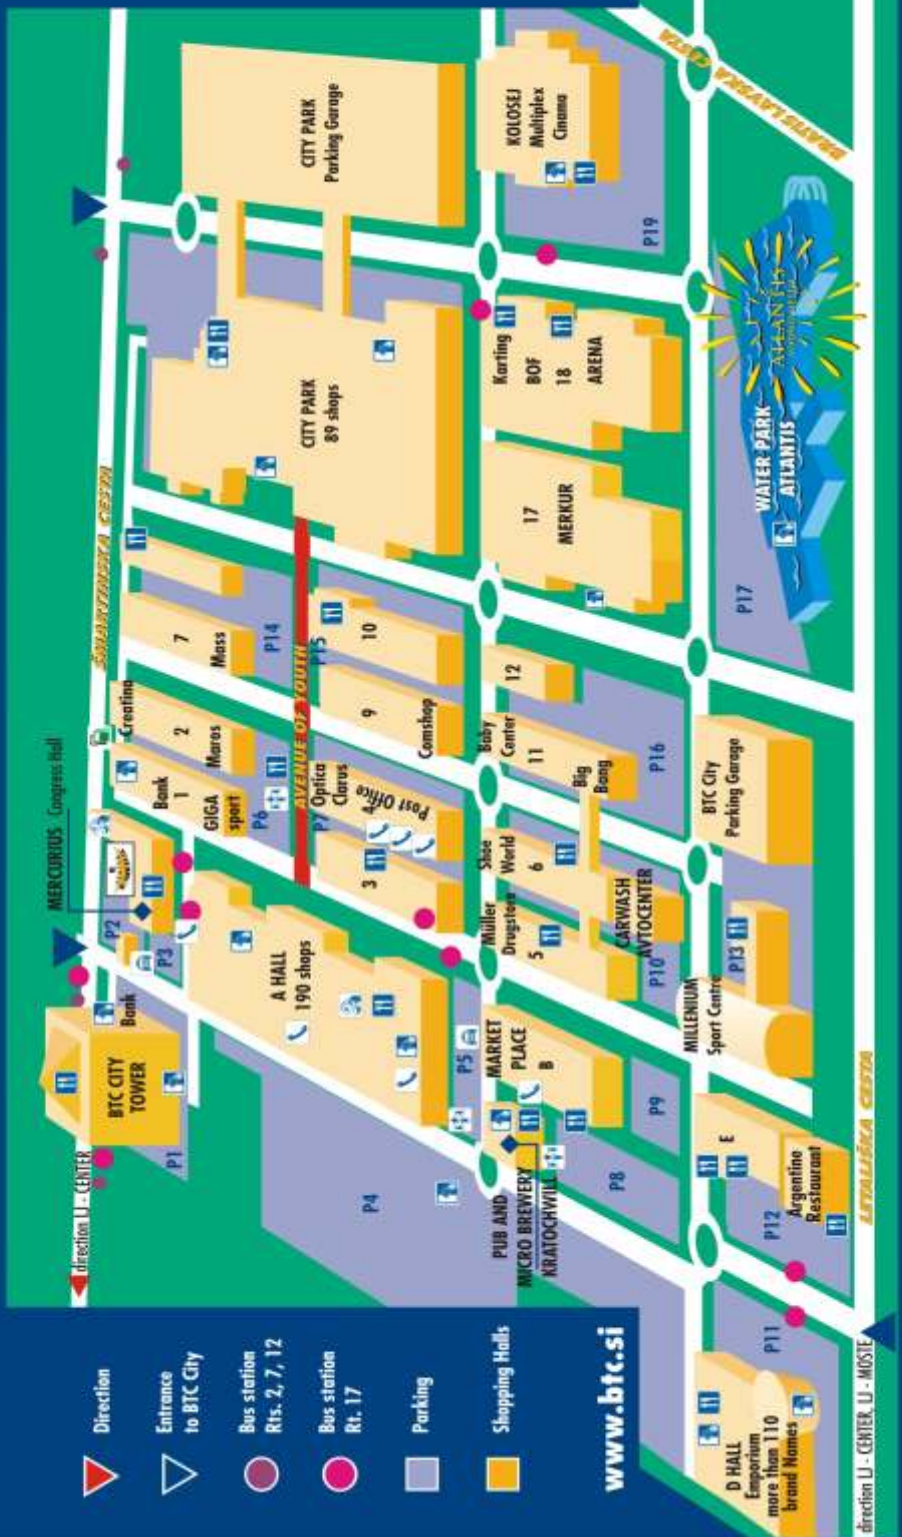 Direction
Entrance
to BTC City
Bus station
Rts. 2, 7, 12
Bus station
Rt. 17
Parking
Shopping Halls
www.btc.si
direction LJ - CENTER
ŠMARTINSKA CESTA
BRATISLAVSKA CESTA
LETALIŠKA CESTA
direction LJ - CENTER, LJ - MOSTE
MERCURIUS Congress Hall
BTC CITY
TOWER
Bank
P1
P2
P3
P4
P5
A HALL
190 shops
Bank
1
GIGA
sport
Creatina
2
Maros
7
Mass
P6
P14
AVENUE OF YOUTH
P7
P15
3
Optica
Clarus
4
Post Office
9
Comshop
10
CITY PARK
89 shops
CITY PARK
Parking Garage
KOLOSEJ
Multiplex
Cinama
P19
Karting
BOF
18
ARENA
17
MERKUR
12
Baby
Center
11
Big
Bang
P16
Shoe
World
6
Müller
Drugstore
5
CARWASH
AVTOCENTER
P10
MARKET
PLACE
B
PUB AND
MICRO BREWERY
KRATOCHWILL
P8
P9
MILLENIUM
Sport Centre
P13
BTC City
Parking Garage
P17
WATER PARK
ATLANTIS
ATLANTIS
E
Argentine
Restaurant
P12
P11
D HALL
Emporium
more than 110
brand Names